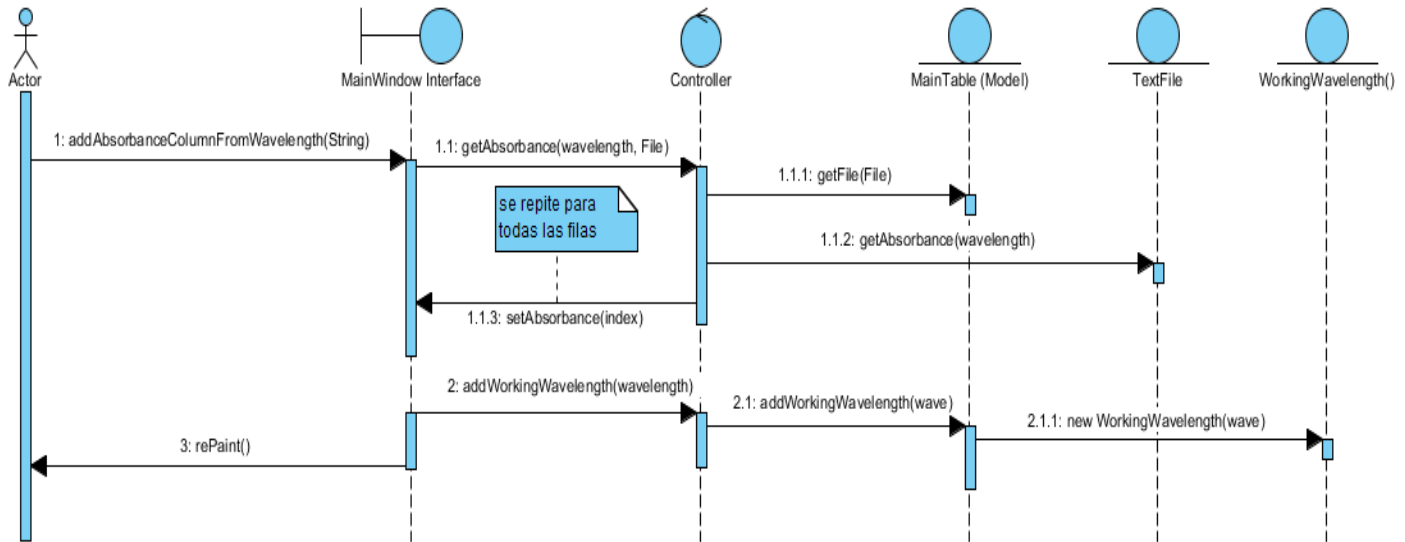 Actor
MainWindow Interface
Controller
MainTable (Model)
TextFile
WorkingWavelength()
1: addAbsorbanceColumnFromWavelength(String)
1.1: getAbsorbance(wavelength, File)
1.1.1: getFile(File)
se repite para
todas las filas
1.1.2: getAbsorbance(wavelength)
1.1.3: setAbsorbance(index)
2: addWorkingWavelength(wavelength)
2.1: addWorkingWavelength(wave)
2.1.1: new WorkingWavelength(wave)
3: rePaint()